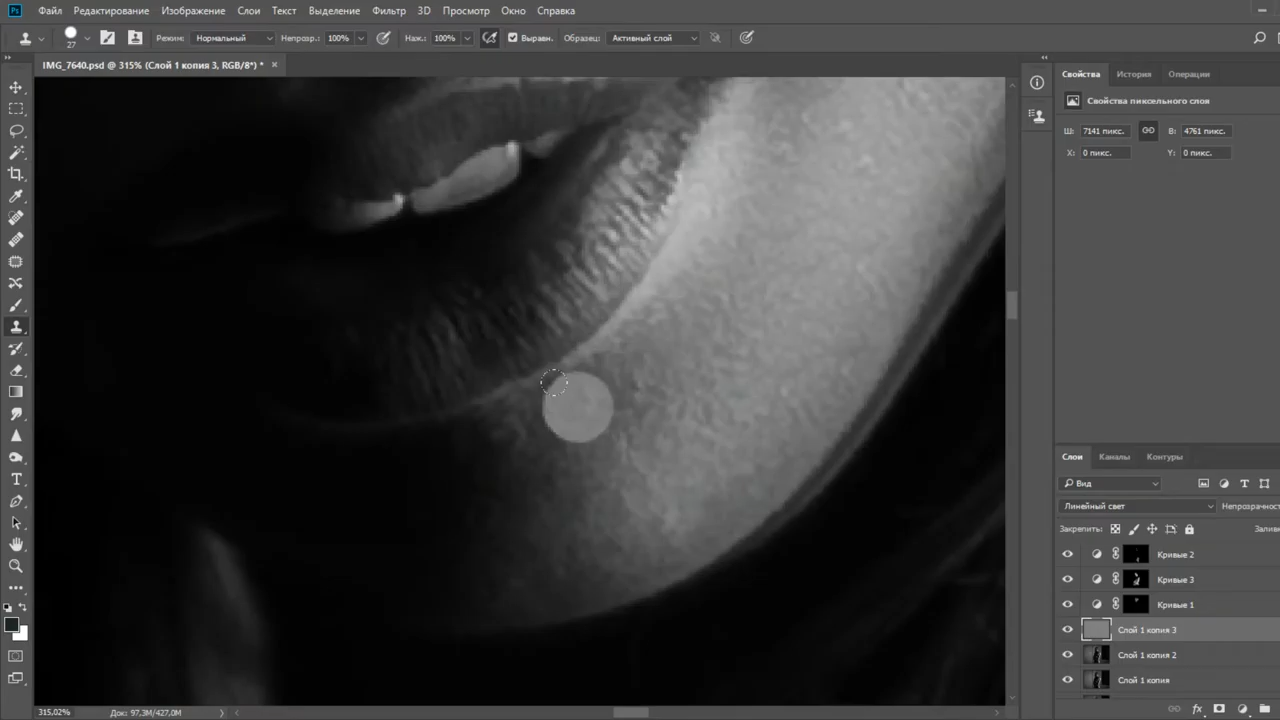 Ps Файл Редактирование Изображение Слои Текст Выделение Фильтр 3D Просмотр Окно Справка
27 Режим: Нормальный Непрозр.: 100% Наж.: 100% Выравн. Образец: Активный слой
IMG_7640.psd @ 315% (Слой 1 копия 3, RGB/8*) * ×
Свойства История Операции
Свойства пиксельного слоя
Ш: 7141 пикс. В: 4761 пикс.
X: 0 пикс. Y: 0 пикс.
Слои Каналы Контуры
Вид
Линейный свет Непрозрачност
Закрепить: Залив
Кривые 2
Кривые 3
Кривые 1
Слой 1 копия 3
Слой 1 копия 2
Слой 1 копия
315,02% Док: 97,3M/427,0M